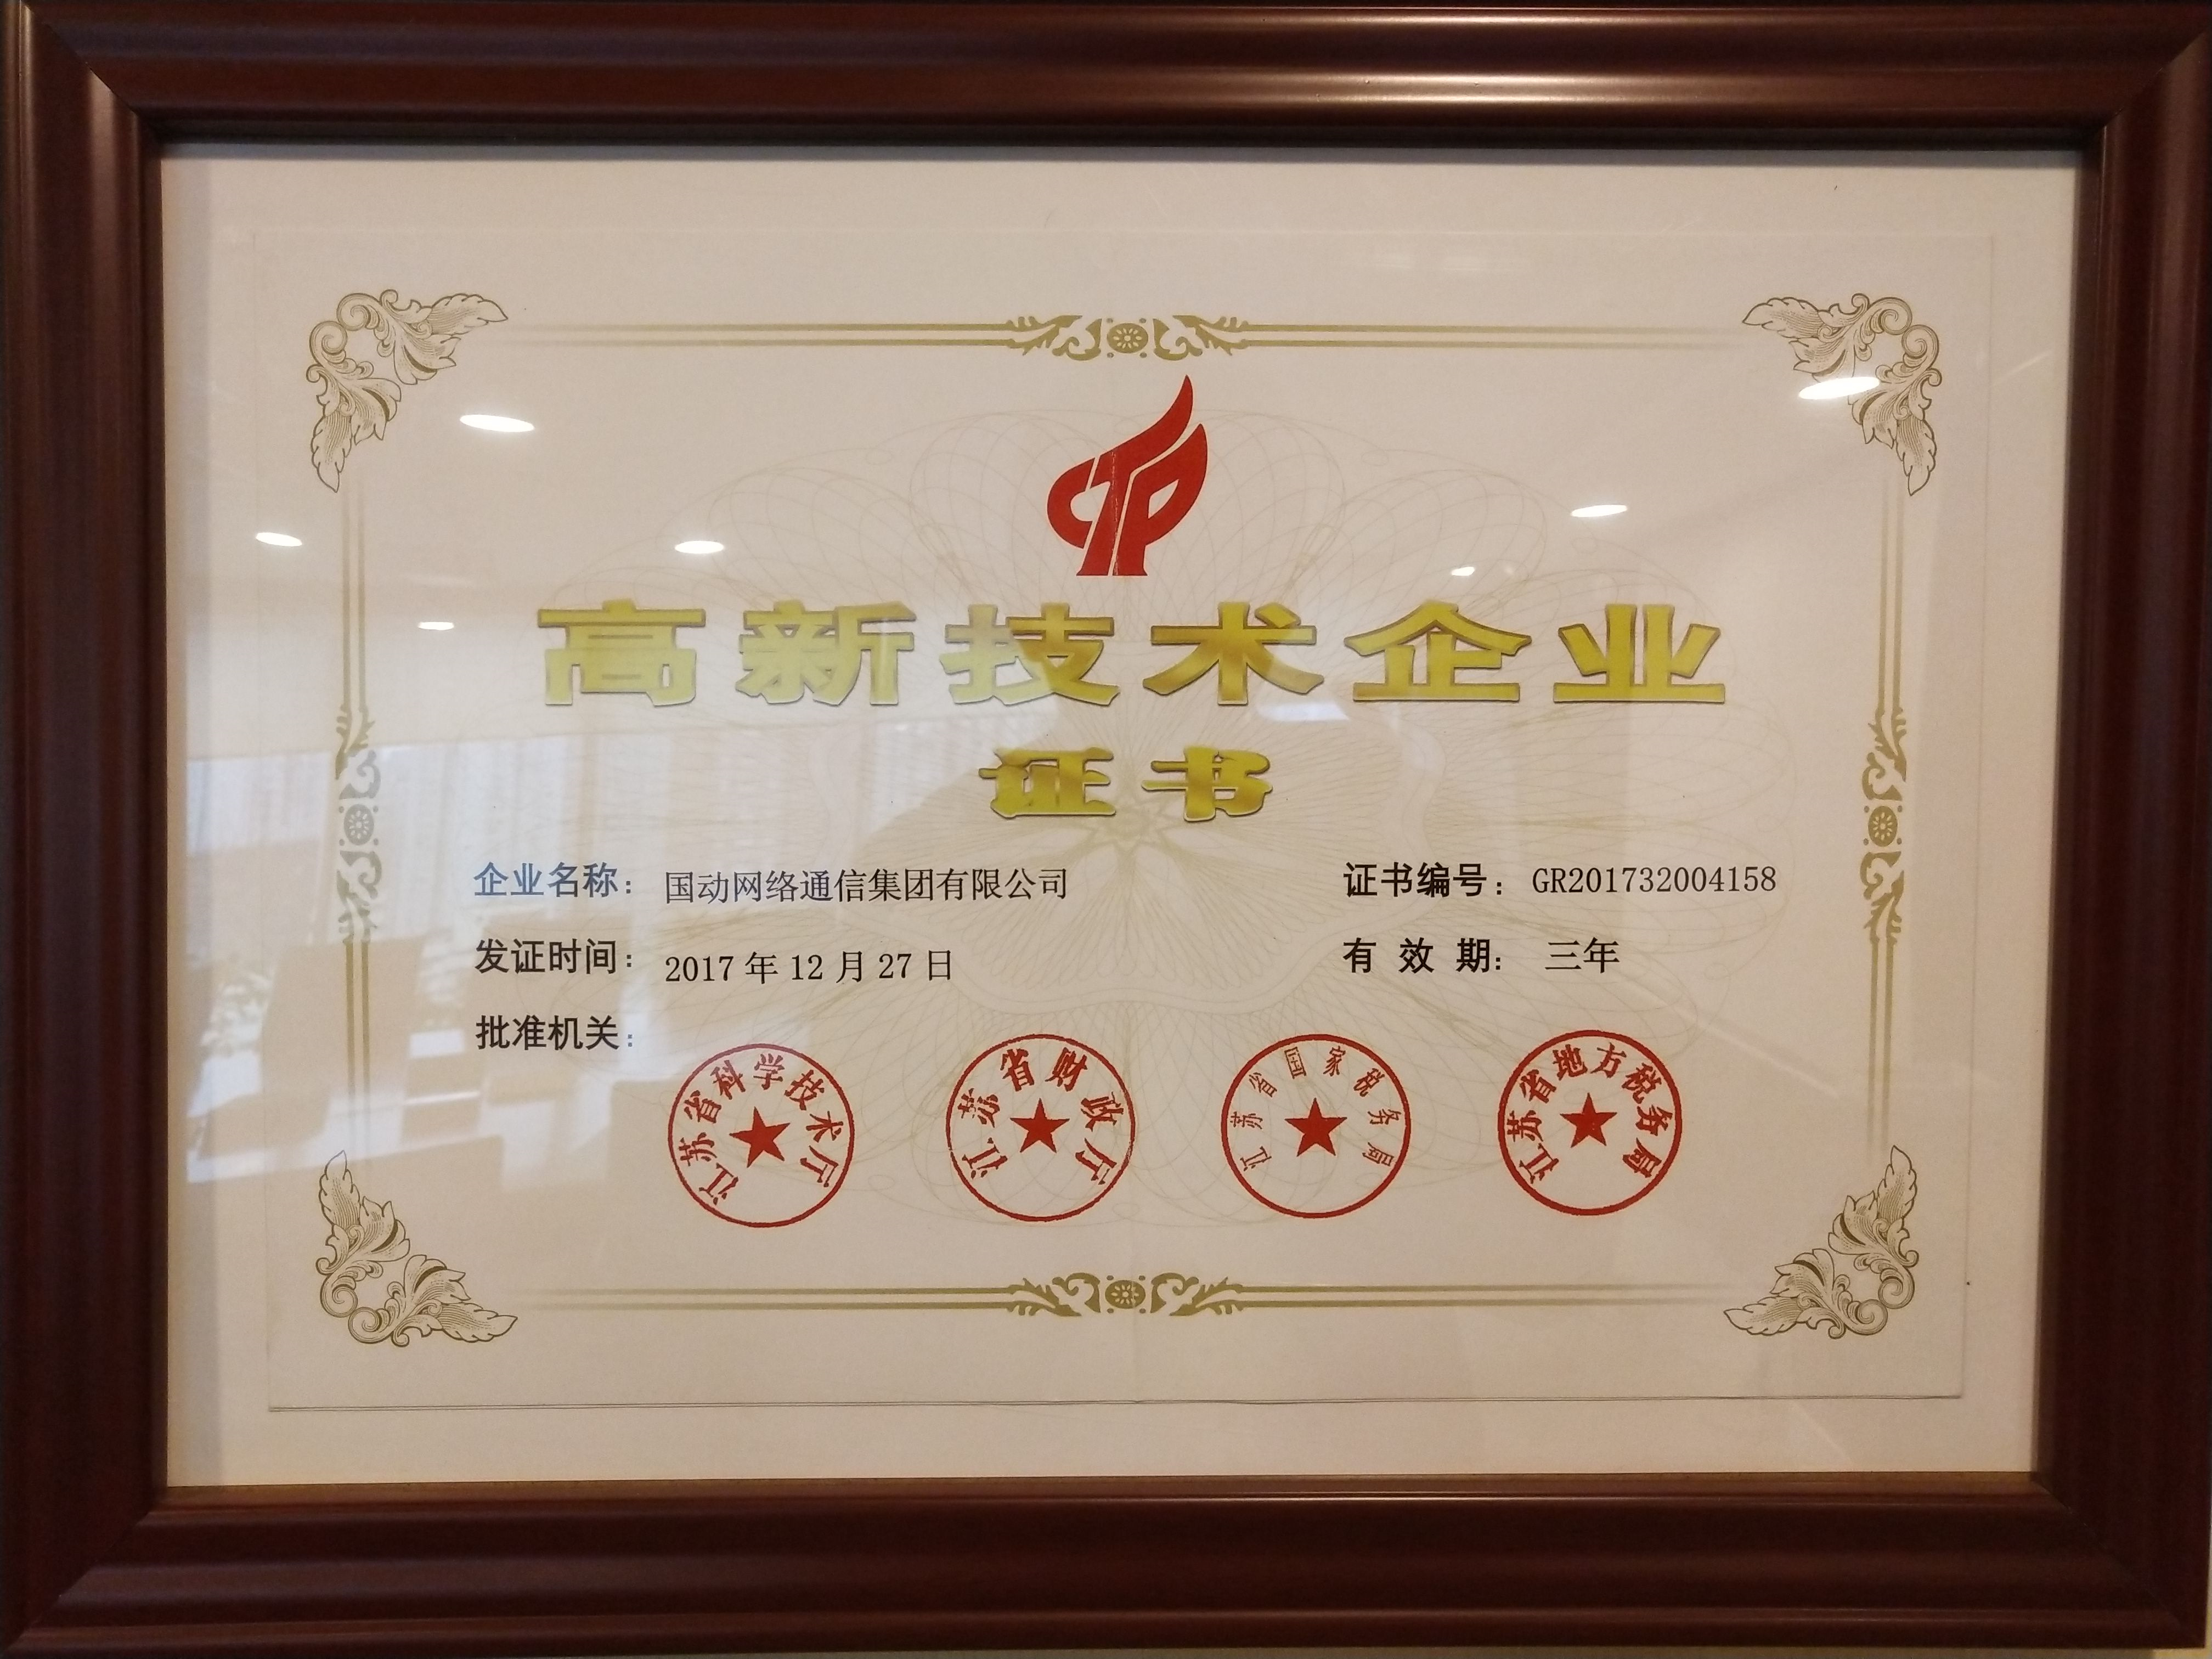 高新技术企业
证书
企业名称：国动网络通信集团有限公司
证书编号：GR201732004158
发证时间：2017年12月27日
有效期：三年
批准机关：
江苏省科学技术厅
江苏省财政厅
江苏省国家税务局
江苏省地方税务局